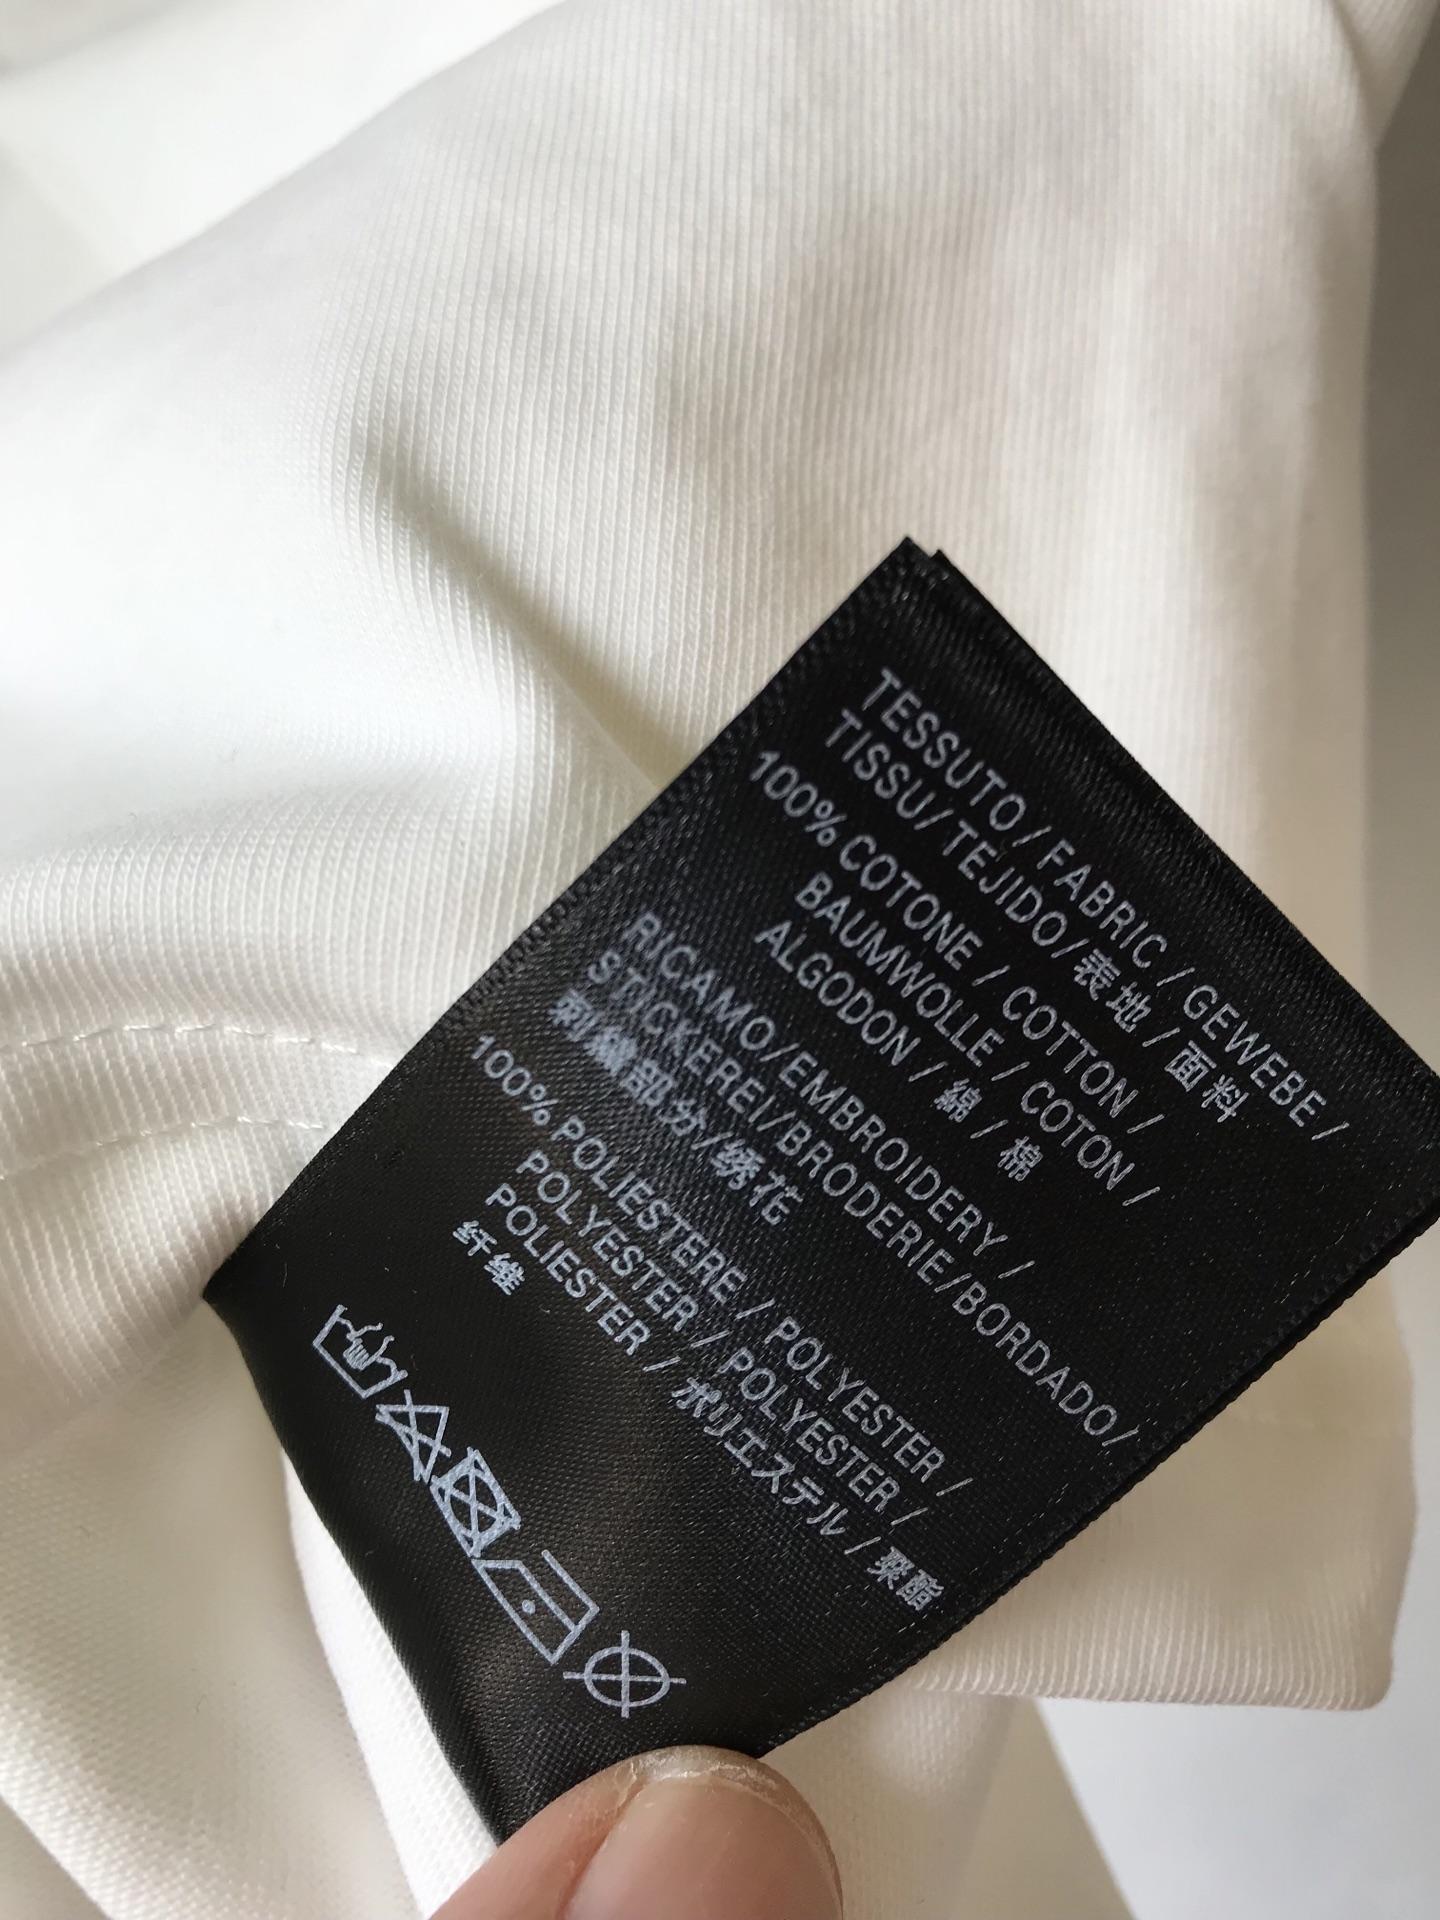 TESSUTO / FABRIC / GEWEBE /
TISSU / TEJIDO / 表地 / 面料
100% COTONE / COTTON /
BAUMWOLLE / COTON /
ALGODON / 綿 / 棉
RICAMO / EMBROIDERY /
STICKEREI/BRODERIE/BORDADO/
刺繍部分/绣花
100% POLIESTERE / POLYESTER /
POLYESTER / POLYESTER /
POLIESTER / ポリエステル / 聚酯
纤维